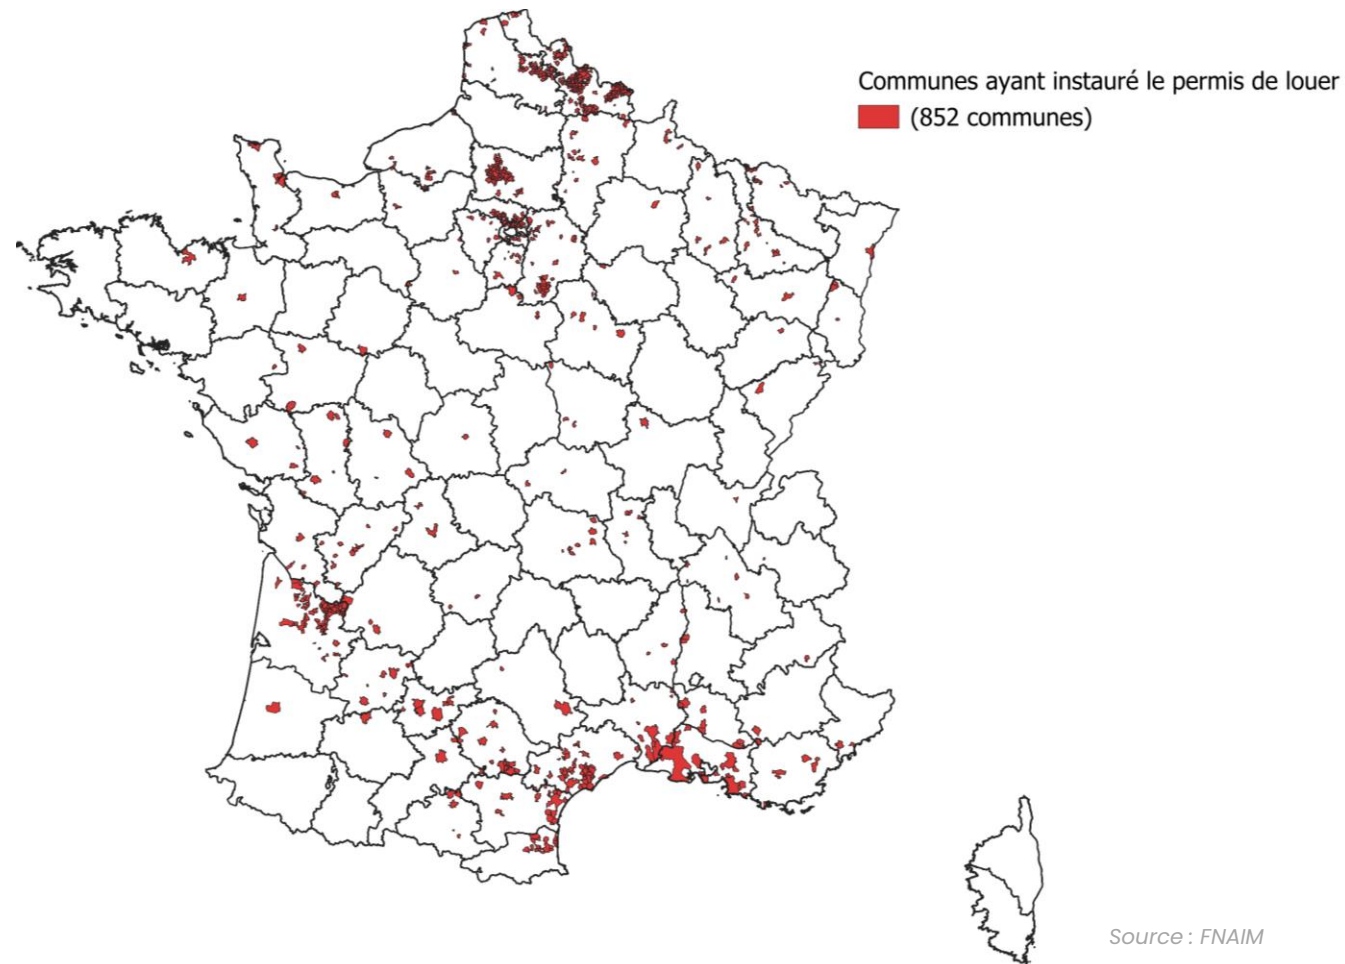 Communes ayant instauré le permis de louer
(852 communes)
Source : FNAIM